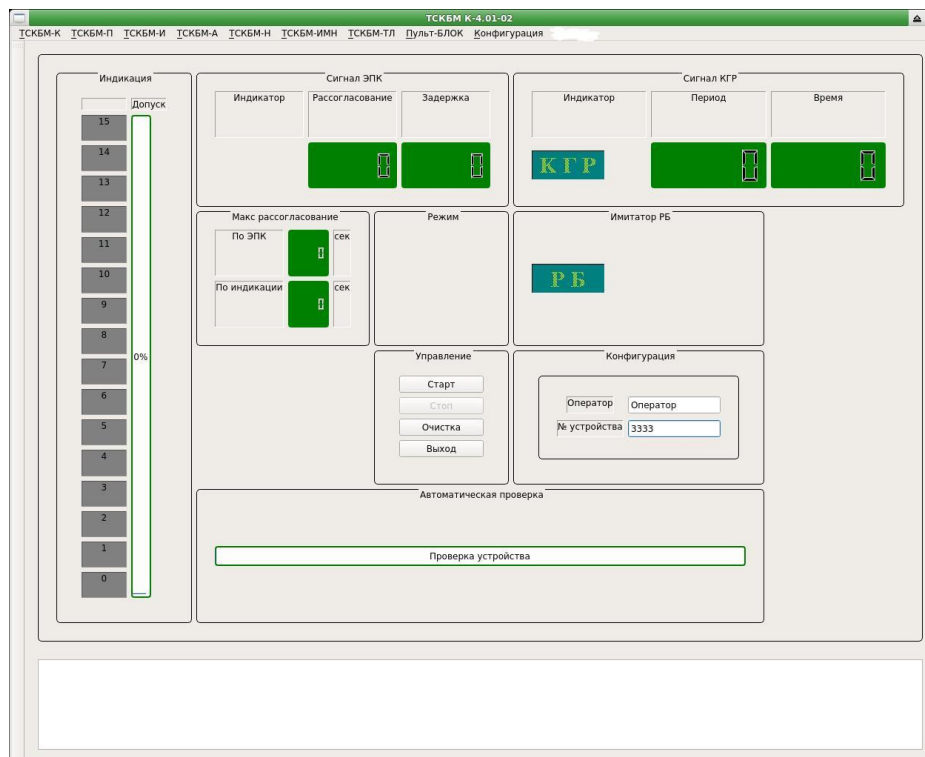 ТСКБМ К-4.01-02
ТСКБМ-К ТСКБМ-П ТСКБМ-И ТСКБМ-А ТСКБМ-Н ТСКБМ-ИМН ТСКБМ-ТЛ Пульт-БЛОК Конфигурация
Индикация
Допуск
15
14
13
12
11
10
9
8
7
6
5
4
3
2
1
0
0%
Сигнал ЭПК
Индикатор Рассогласование Задержка
0 0
Сигнал КГР
Индикатор Период Время
КГР 0 0
Макс рассогласование
По ЭПК 0 сек
По индикации 0 сек
Режим
Имитатор РБ
РБ
Управление
Старт
Стоп
Очистка
Выход
Конфигурация
Оператор Оператор
№ устройства 3333
Автоматическая проверка
Проверка устройства